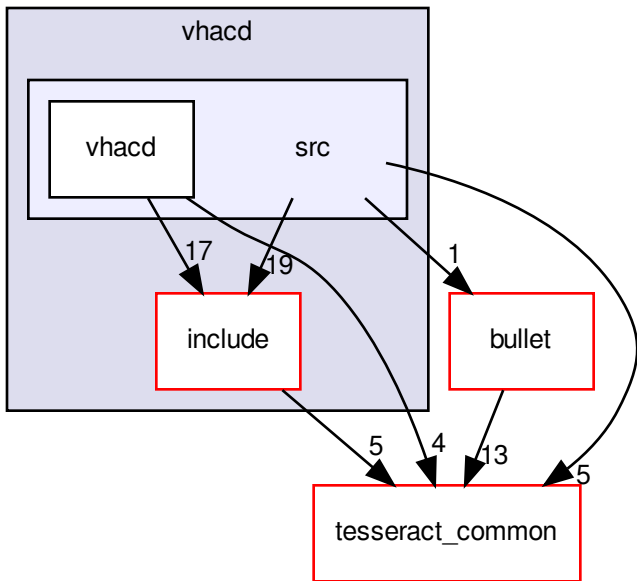 vhacd
vhacd
src
17
19
1
include
bullet
5
4
13
5
tesseract_common